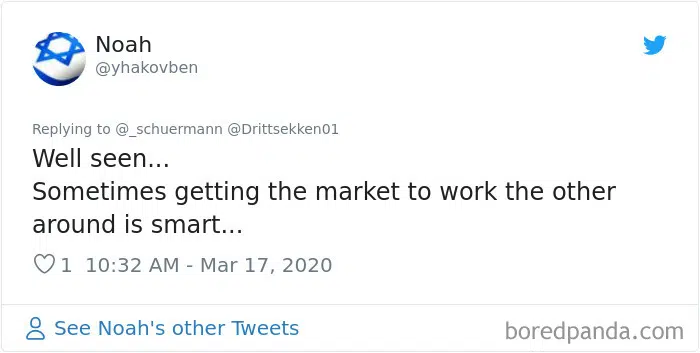 Noah
@yhakovben
Replying to @_schuermann @Drittsekken01
Well seen...
Sometimes getting the market to work the other
around is smart...
1 10:32 AM - Mar 17, 2020
See Noah's other Tweets
boredpanda.com